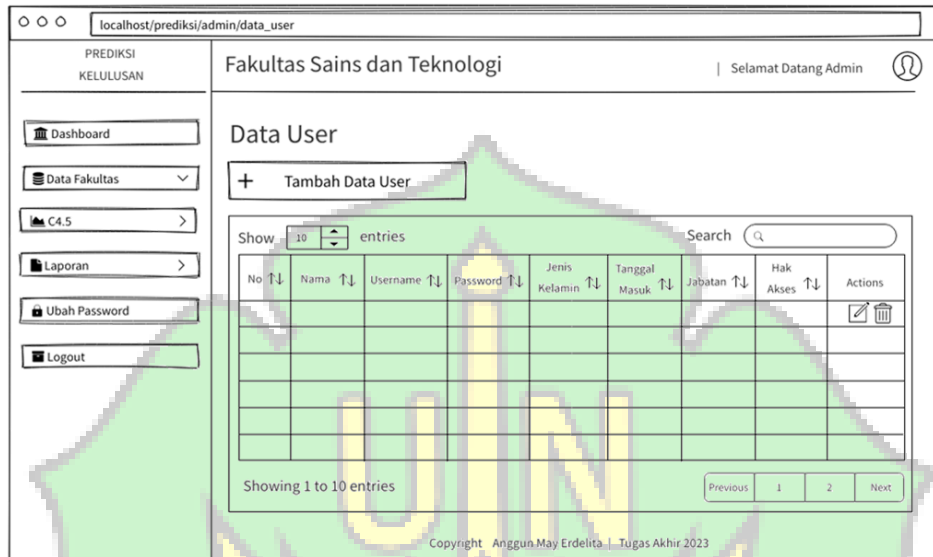 localhost/prediksi/admin/data_user
PREDIKSI
KELULUSAN
Fakultas Sains dan Teknologi
| Selamat Datang Admin
Dashboard
Data Fakultas
C4.5
Laporan
Ubah Password
Logout
Data User
+ Tambah Data User
Show 10 entries
Search
No Nama Username Password Jenis Kelamin Tanggal Masuk Jabatan Hak Akses Actions
Showing 1 to 10 entries
Previous 1 2 Next
Copyright Anggun May Erdelita | Tugas Akhir 2023
UIN